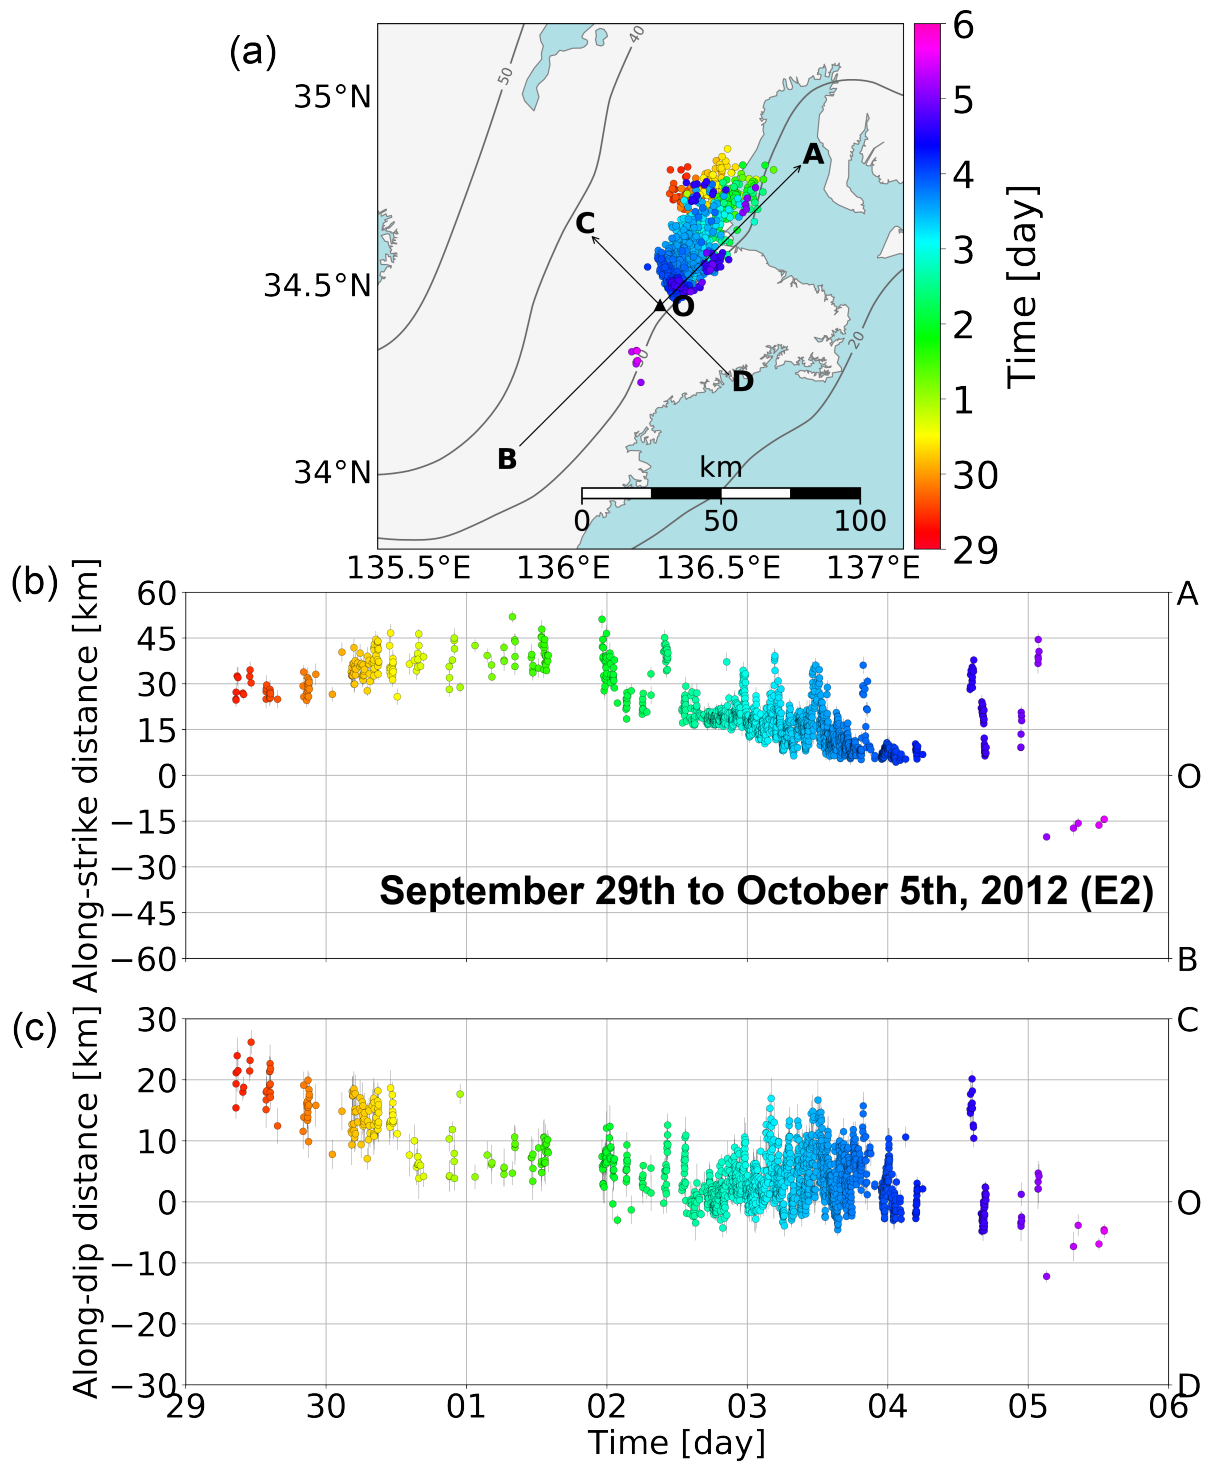 (a)
35°N
34.5°N
34°N
50
40
30
20
A
C
O
D
B
km
0 50 100
135.5°E 136°E 136.5°E 137°E
6
5
4
3
2
1
30
29
Time [day]
(b)
Along-strike distance [km]
60
45
30
15
0
−15
−30
−45
−60
A
O
B
September 29th to October 5th, 2012 (E2)
(c)
Along-dip distance [km]
30
20
10
0
−10
−20
−30
C
O
D
29 30 01 02 03 04 05 06
Time [day]